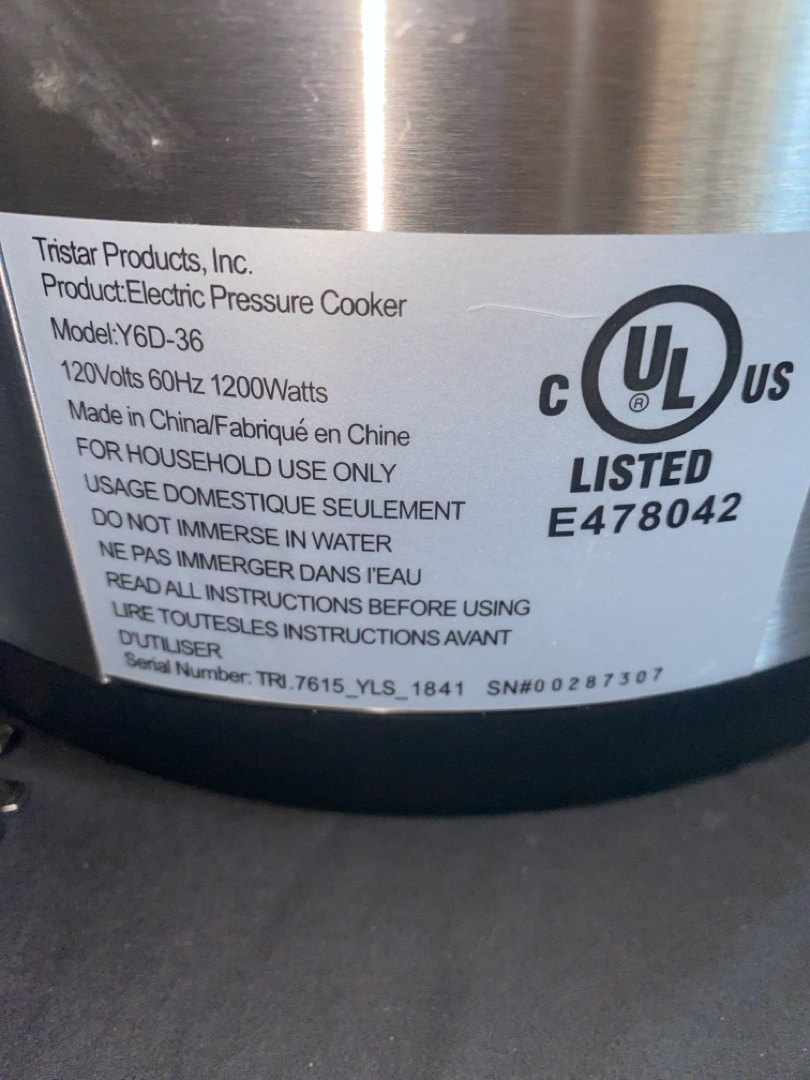 Tristar Products, Inc.
Product:Electric Pressure Cooker
Model:Y6D-36
120Volts 60Hz 1200Watts
Made in China/Fabriqué en Chine
FOR HOUSEHOLD USE ONLY
USAGE DOMESTIQUE SEULEMENT
DO NOT IMMERSE IN WATER
NE PAS IMMERGER DANS I'EAU
READ ALL INSTRUCTIONS BEFORE USING
LIRE TOUTESLES INSTRUCTIONS AVANT
D'UTILISER
Serial Number: TRI.7615_YLS_1841 SN#00287307
C UL® US
LISTED
E478042